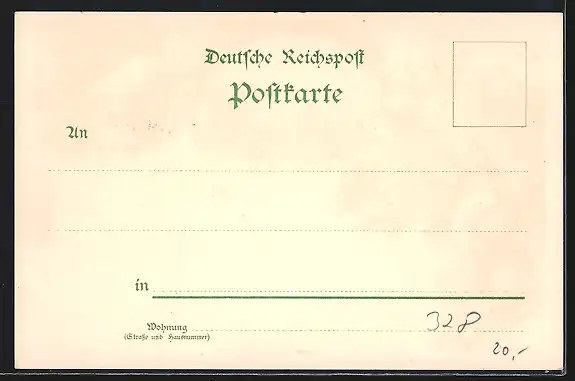 Deutsche Reichspost
Postkarte
An
in
Wohnung
(Straße und Hausnummer)
328
20,-